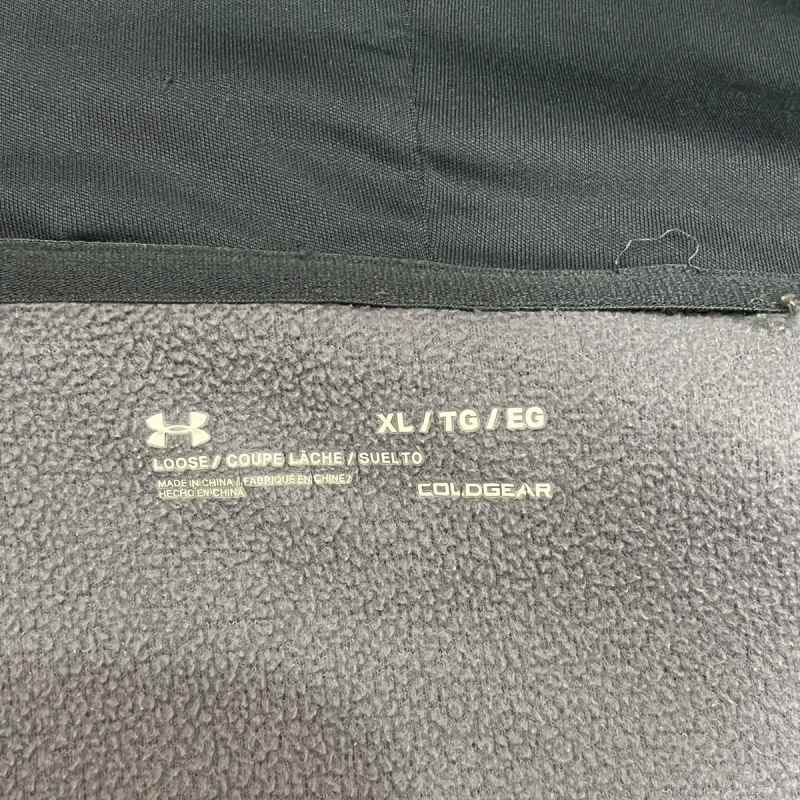 XL / TG / EG
LOOSE / COUPE LÂCHE / SUELTO
MADE IN CHINA / FABRIQUÉ EN CHINE /
HECHO EN CHINA
COLDGEAR